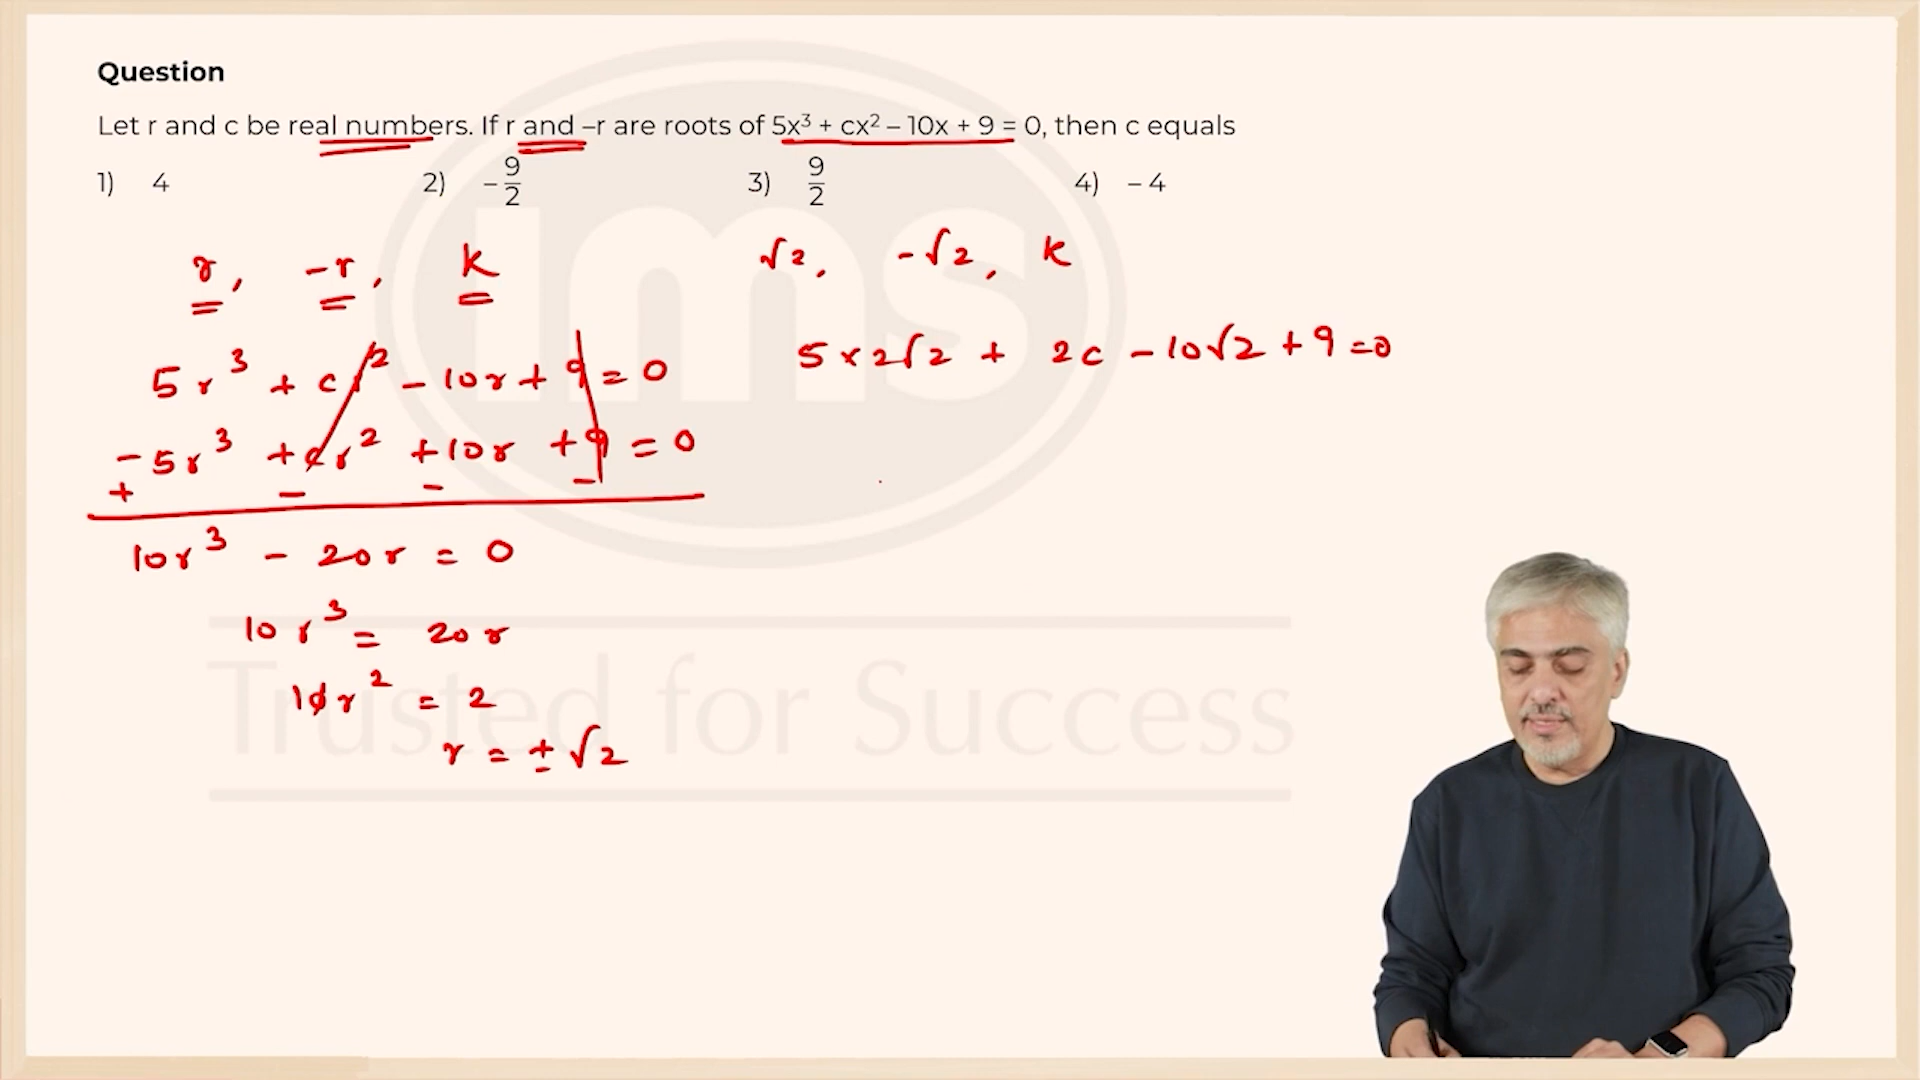 Question
Let r and c be real numbers. If r and –r are roots of 5x³ + cx² – 10x + 9 = 0, then c equals
1) 4 2) –9/2 3) 9/2 4) – 4
r, -r, k
√2, -√2, k
5r³ + cr² - 10r + 9 = 0
5×2√2 + 2c - 10√2 + 9 = 0
-5r³ + cr² + 10r + 9 = 0
+ - - -
10r³ - 20r = 0
10r³ = 20r
10r² = 2
r = ±√2
ims
Trusted for Success